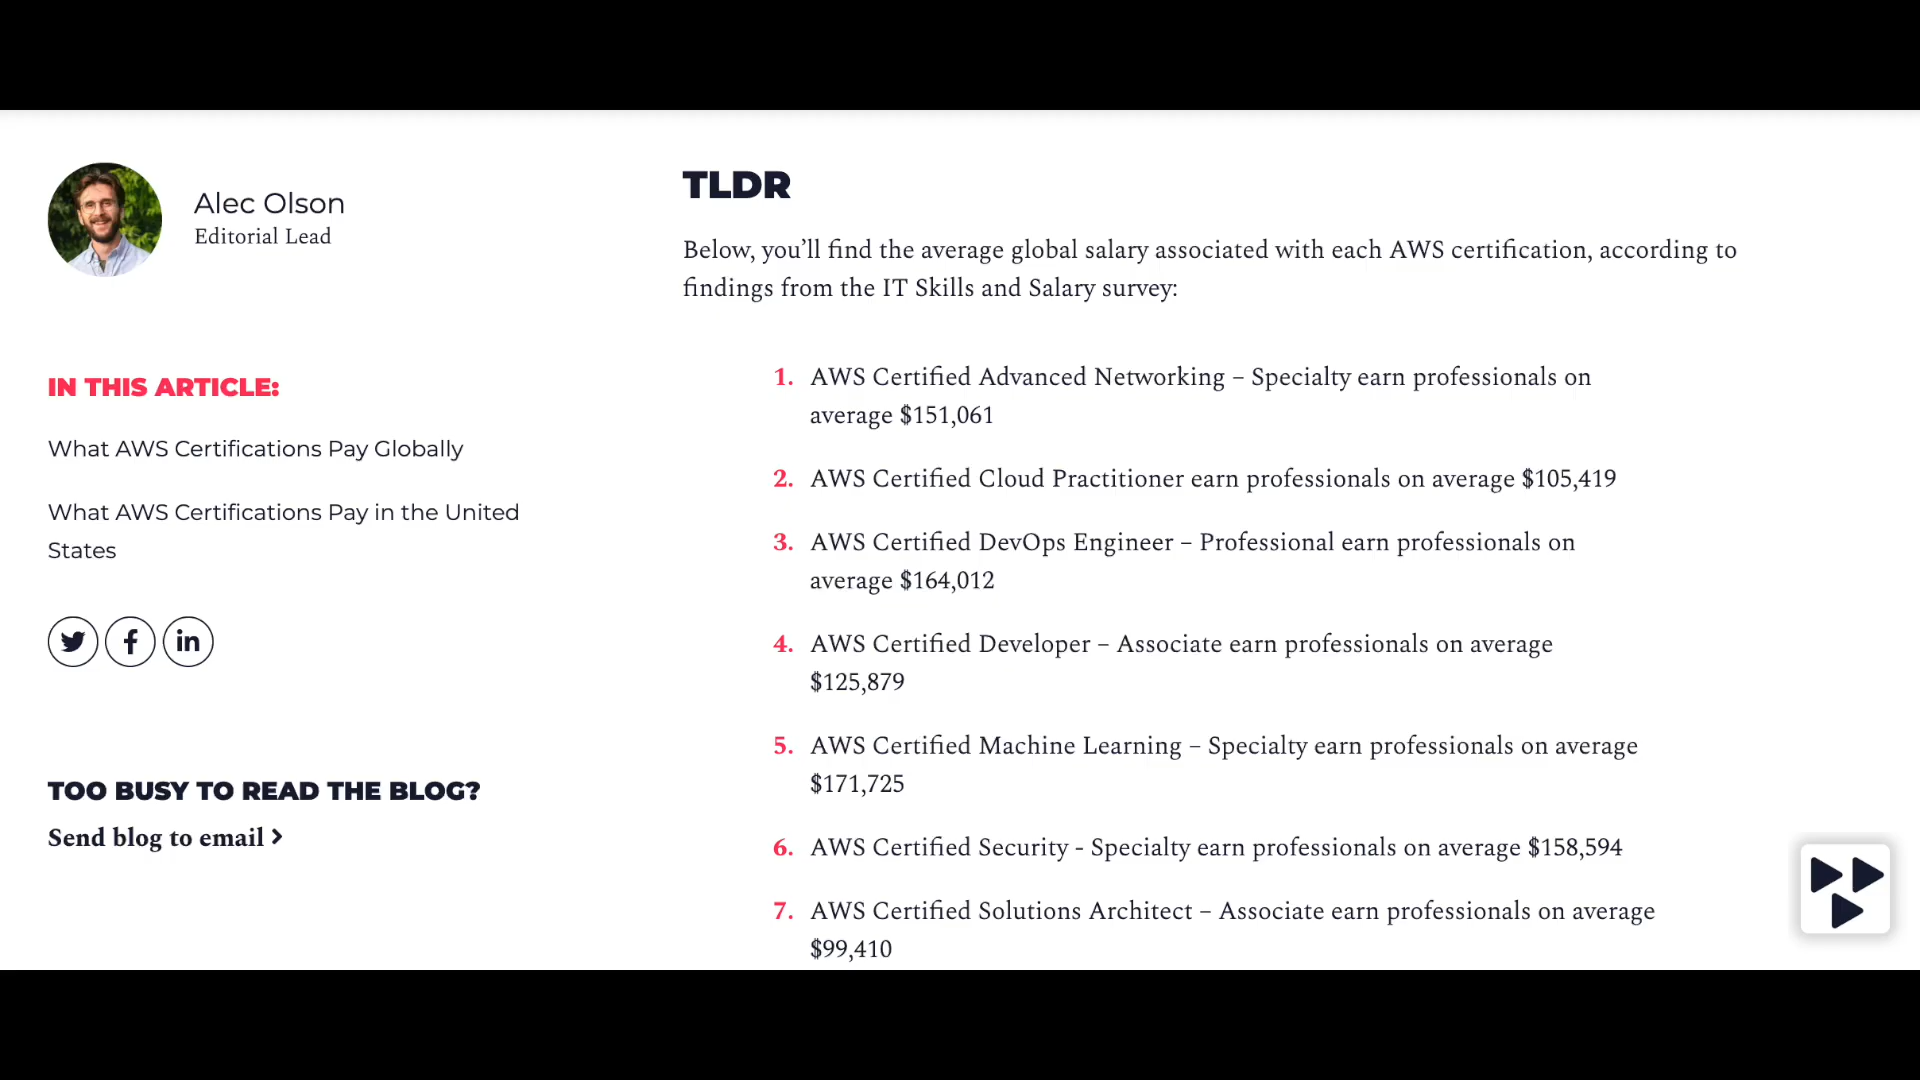 Alec Olson
Editorial Lead
IN THIS ARTICLE:
What AWS Certifications Pay Globally
What AWS Certifications Pay in the United
States
TOO BUSY TO READ THE BLOG?
Send blog to email
TLDR
Below, you’ll find the average global salary associated with each AWS certification, according to
findings from the IT Skills and Salary survey:
1. AWS Certified Advanced Networking – Specialty earn professionals on
average $151,061
2. AWS Certified Cloud Practitioner earn professionals on average $105,419
3. AWS Certified DevOps Engineer – Professional earn professionals on
average $164,012
4. AWS Certified Developer – Associate earn professionals on average
$125,879
5. AWS Certified Machine Learning – Specialty earn professionals on average
$171,725
6. AWS Certified Security - Specialty earn professionals on average $158,594
7. AWS Certified Solutions Architect – Associate earn professionals on average
$99,410